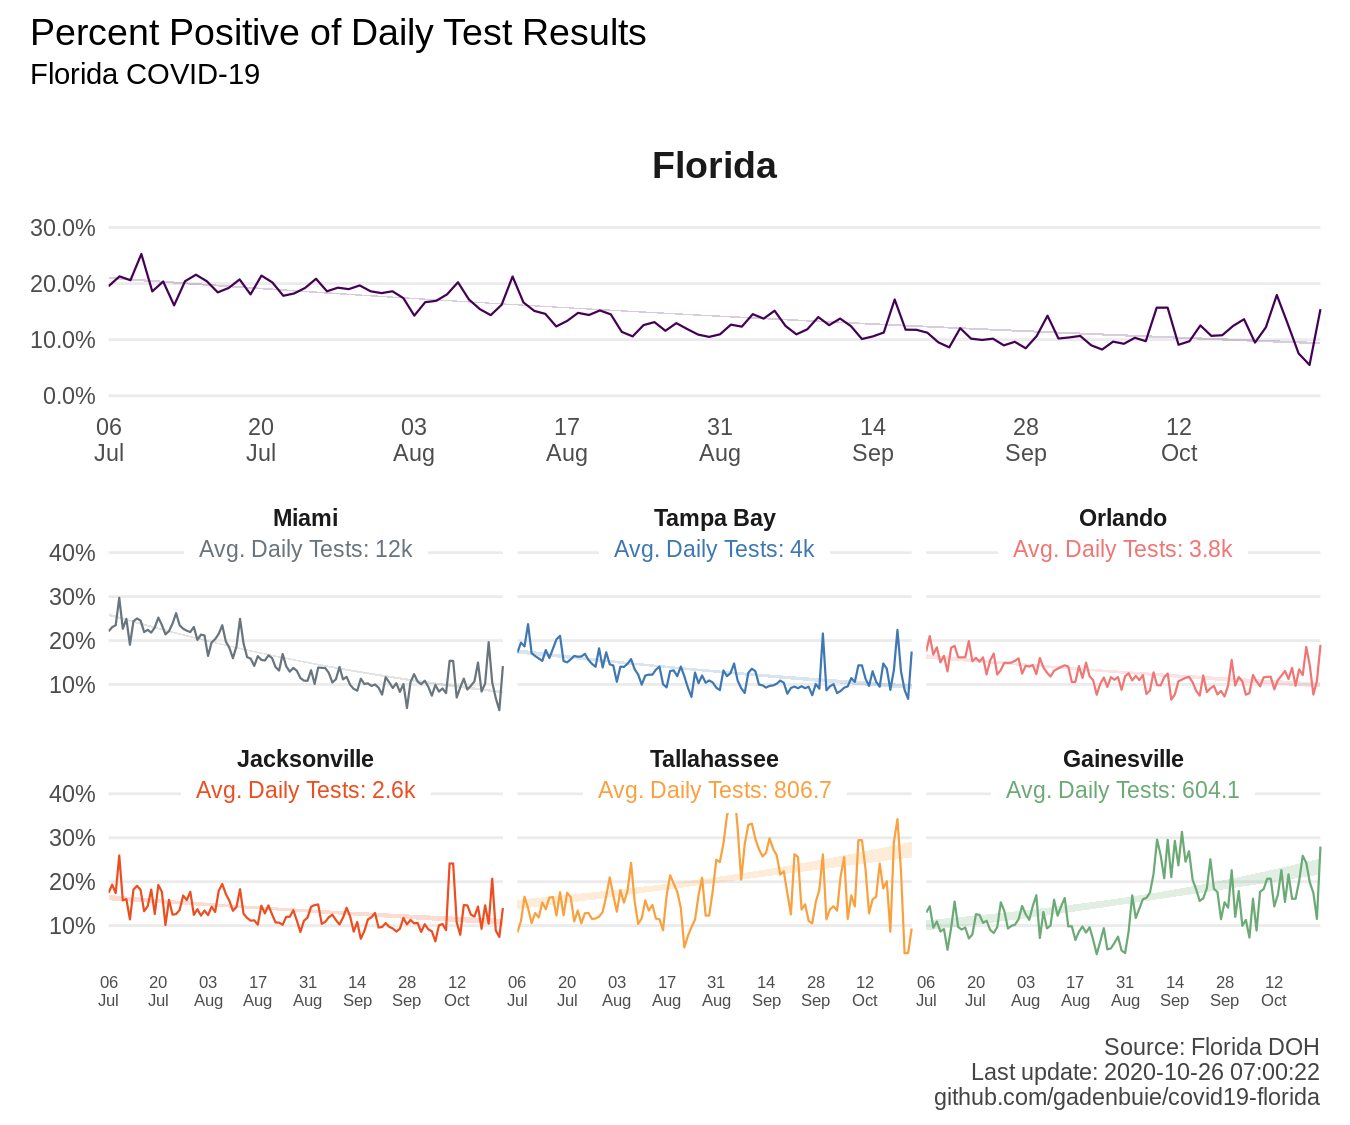 Percent Positive of Daily Test Results
Florida COVID-19
Florida
30.0%
20.0%
10.0%
0.0%
06 20 03 17 31 14 28 12
Jul Jul Aug Aug Aug Sep Sep Oct
Miami Tampa Bay Orlando
40% Avg. Daily Tests: 12k Avg. Daily Tests: 4k Avg. Daily Tests: 3.8k
30%
20%
10%
Jacksonville Tallahassee Gainesville
40% Avg. Daily Tests: 2.6k Avg. Daily Tests: 806.7 Avg. Daily Tests: 604.1
30%
20%
10%
06 20 03 17 31 14 28 12 06 20 03 17 31 14 28 12 06 20 03 17 31 14 28 12
Jul Jul Aug Aug Aug Sep Sep Oct Jul Jul Aug Aug Aug Sep Sep Oct Jul Jul Aug Aug Aug Sep Sep Oct
Source: Florida DOH
Last update: 2020-10-26 07:00:22
github.com/gadenbuie/covid19-florida